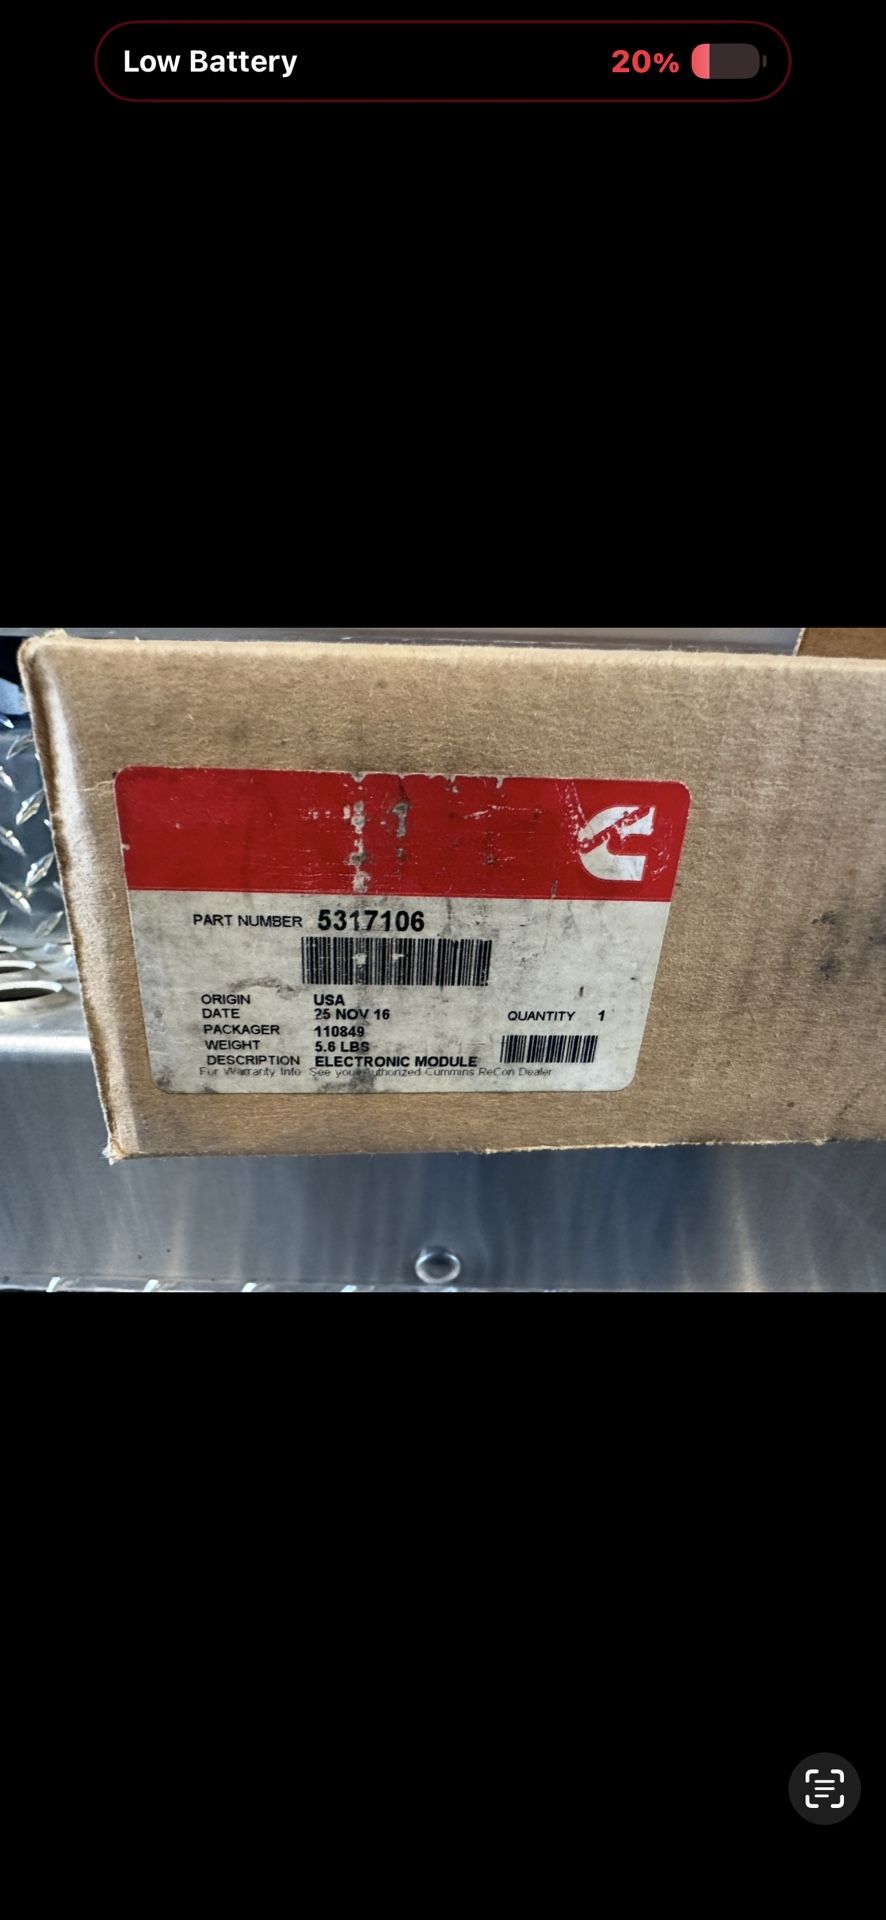 Low Battery 20%
PART NUMBER 5317106
ORIGIN USA
DATE 25 NOV 16 QUANTITY 1
PACKAGER 110849
WEIGHT 5.6 LBS
DESCRIPTION ELECTRONIC MODULE
For Warranty Info See your Authorized Cummins ReCon Dealer